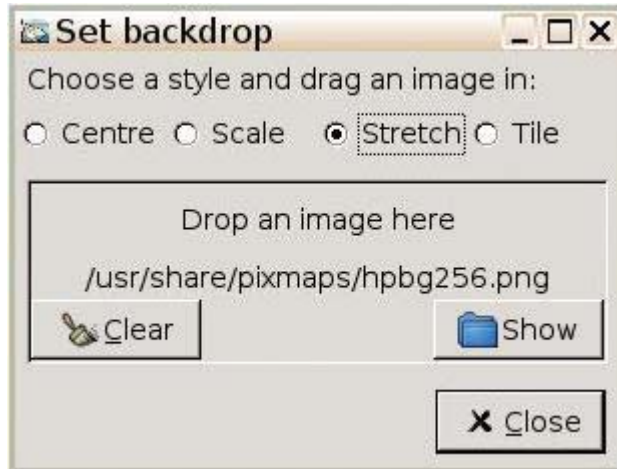 Set backdrop
Choose a style and drag an image in:
Centre Scale Stretch Tile
Drop an image here
/usr/share/pixmaps/hpbg256.png
Clear Show
Close